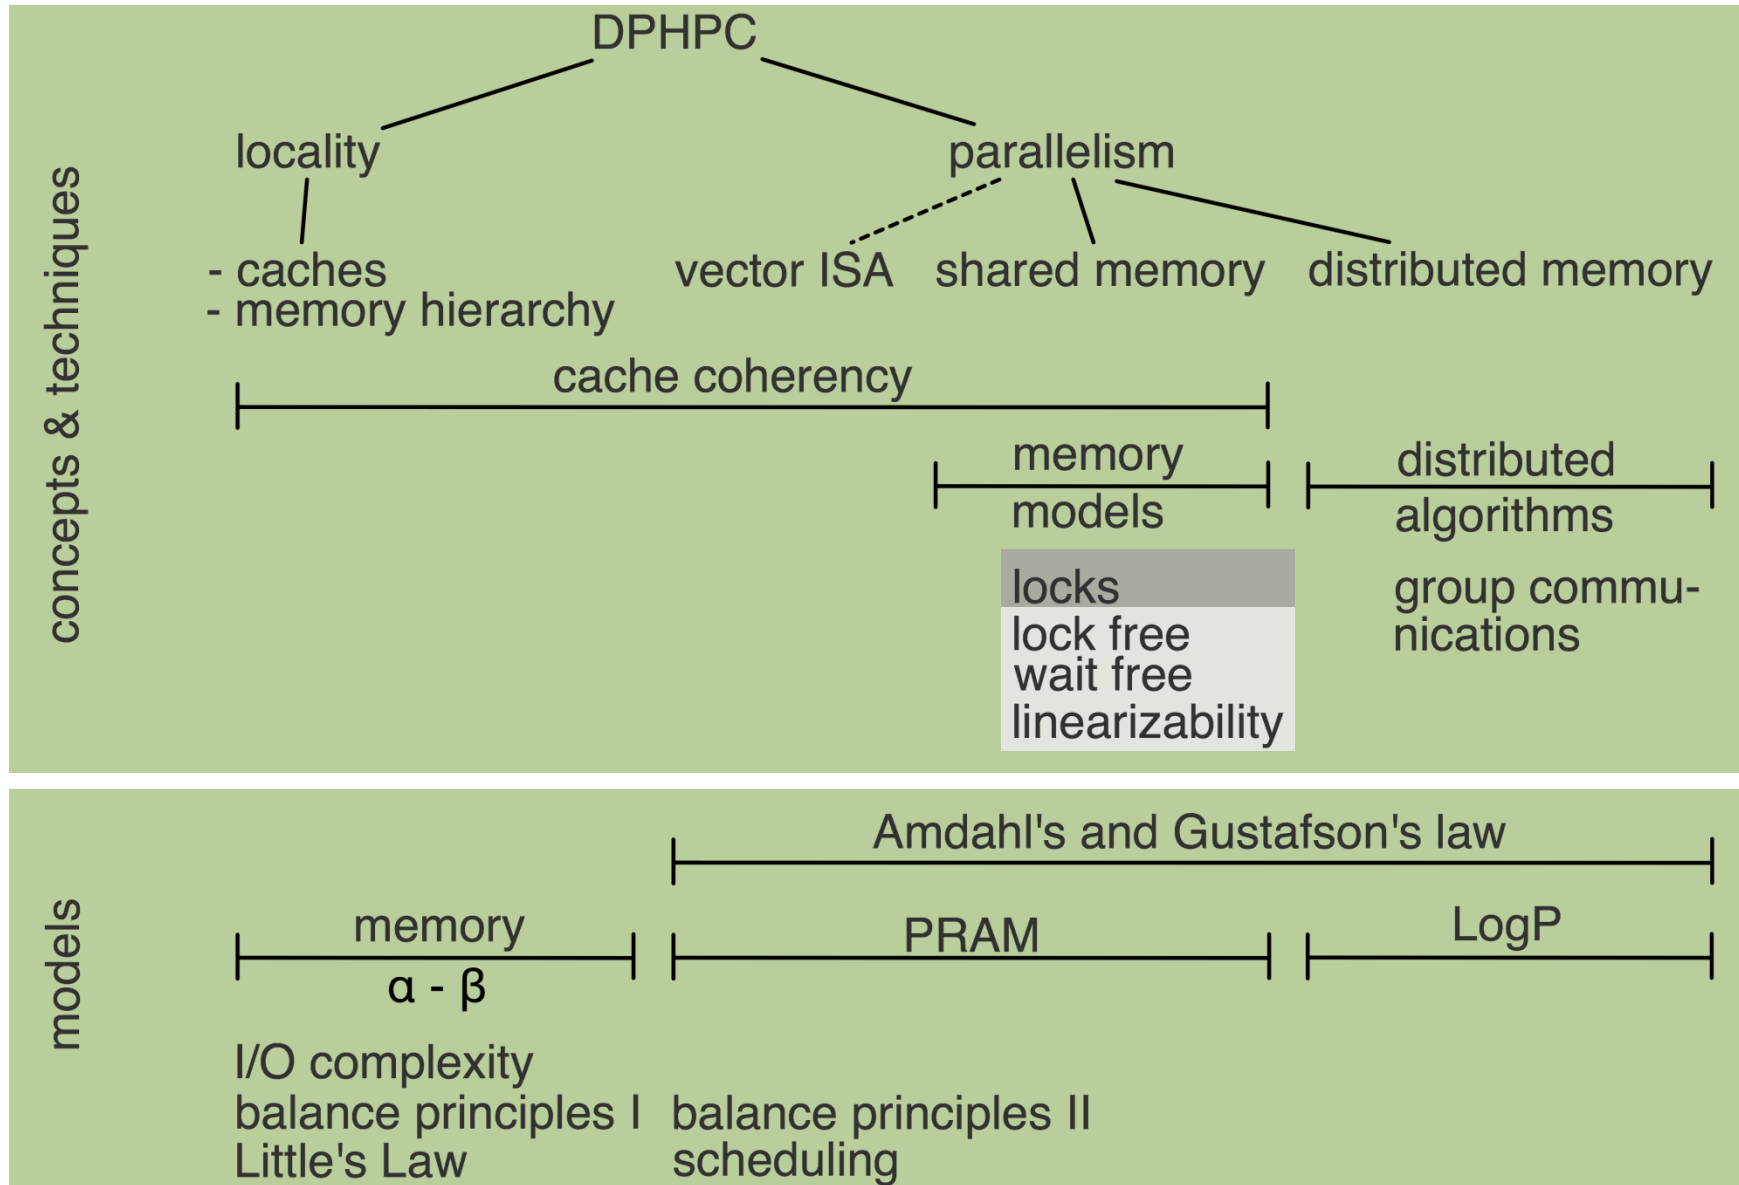 DPHPC
locality
parallelism
- caches
- memory hierarchy
vector ISA
shared memory
distributed memory
cache coherency
memory
models
distributed
algorithms
locks
lock free
wait free
linearizability
group commu-
nications
concepts & techniques
Amdahl's and Gustafson's law
memory
α - β
PRAM
LogP
I/O complexity
balance principles I
Little's Law
balance principles II
scheduling
models